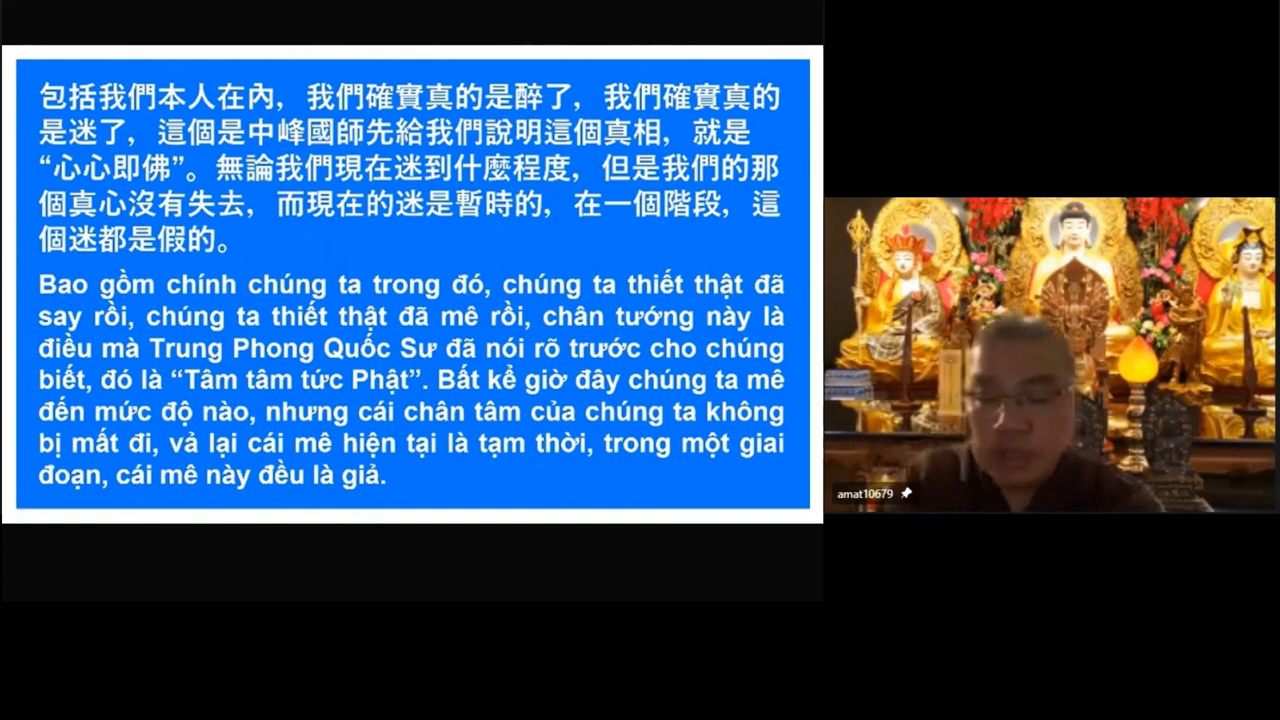 包括我們本人在內，我們確實真的是醉了，我們確實真的
是迷了，這個是中峰國師先給我們說明這個真相，就是
“心心即佛”。無論我們現在迷到什麼程度，但是我們的那
個真心沒有失去，而現在的迷是暫時的，在一個階段，這
個迷都是假的。
Bao gồm chính chúng ta trong đó, chúng ta thiết thật đã
say rồi, chúng ta thiết thật đã mê rồi, chân tướng này là
điều mà Trung Phong Quốc Sư đã nói rõ trước cho chúng
biết, đó là “Tâm tâm tức Phật”. Bất kể giờ đây chúng ta mê
đến mức độ nào, nhưng cái chân tâm của chúng ta không
bị mất đi, vả lại cái mê hiện tại là tạm thời, trong một giai
đoạn, cái mê này đều là giả.
amat10679